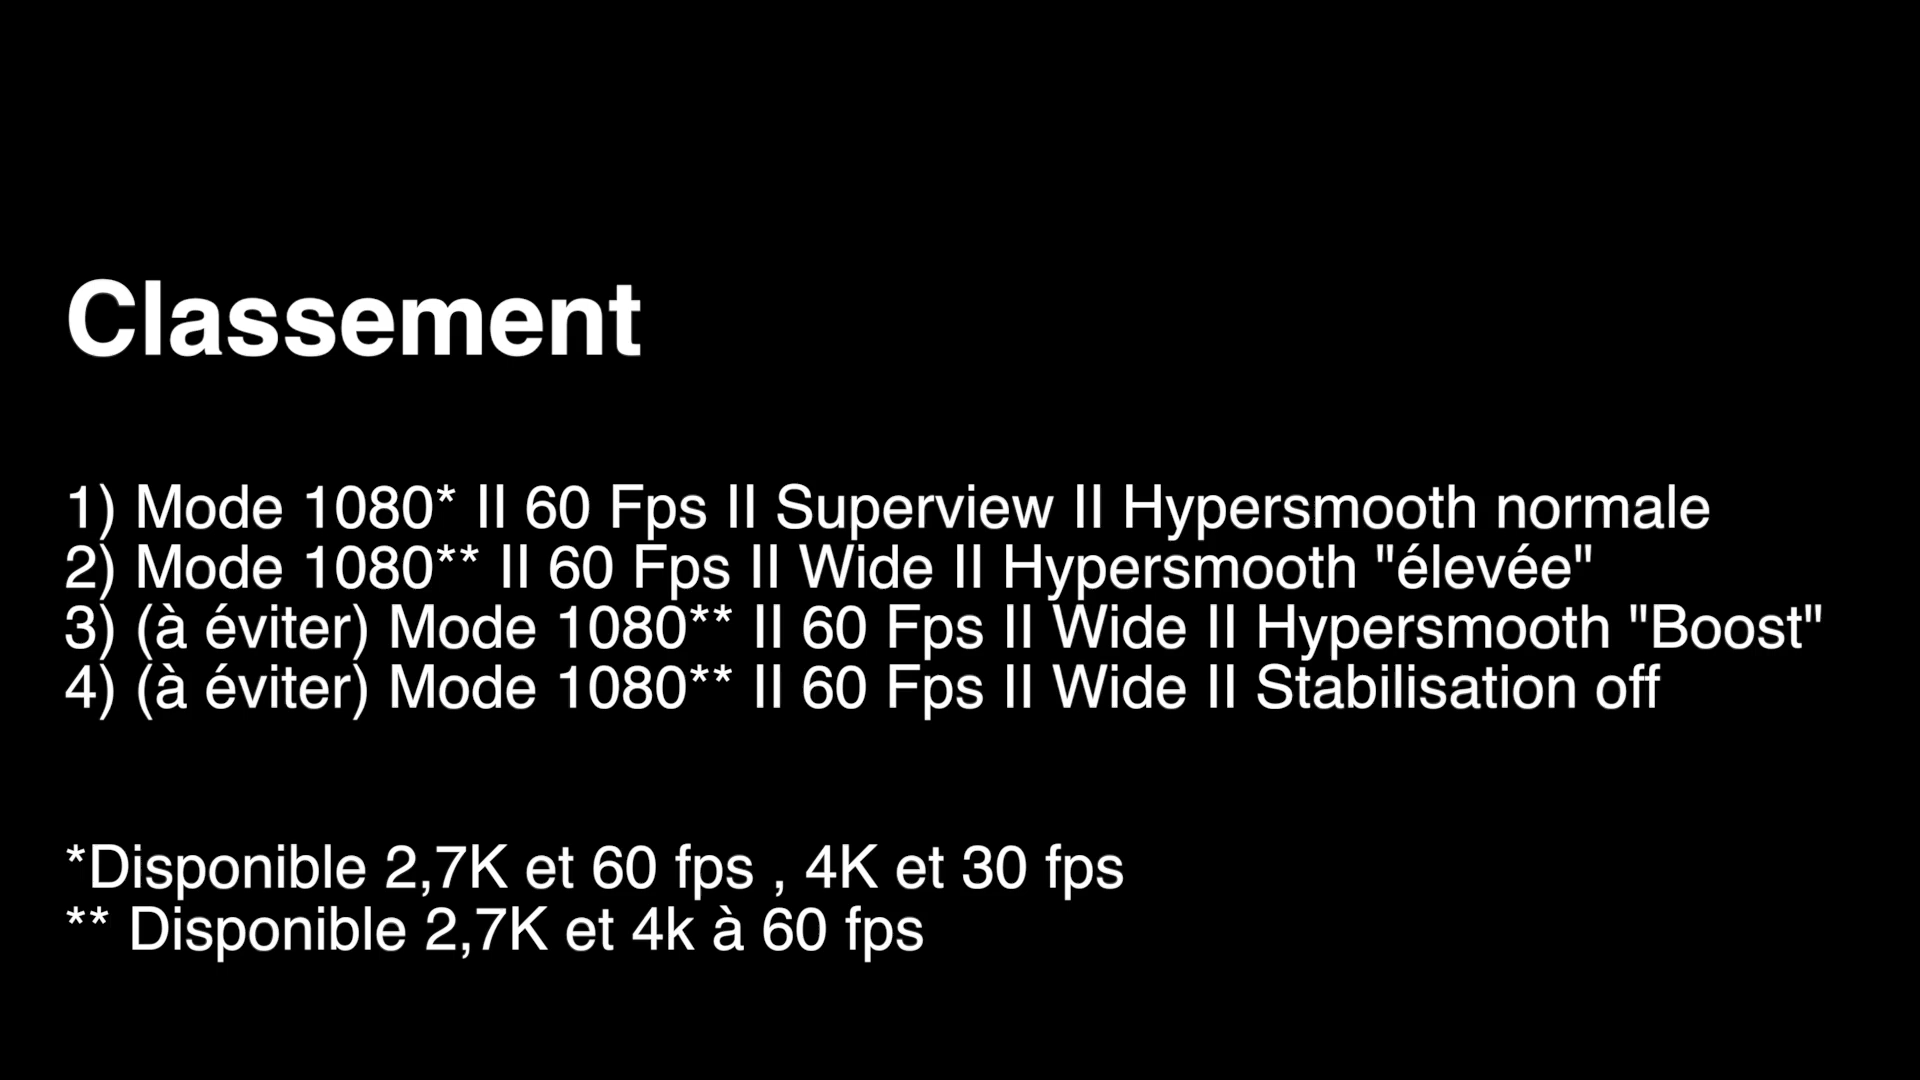 Classement
1) Mode 1080* II 60 Fps II Superview II Hypersmooth normale
2) Mode 1080** II 60 Fps II Wide II Hypersmooth "élevée"
3) (à éviter) Mode 1080** II 60 Fps II Wide II Hypersmooth "Boost"
4) (à éviter) Mode 1080** II 60 Fps II Wide II Stabilisation off
*Disponible 2,7K et 60 fps , 4K et 30 fps
** Disponible 2,7K et 4k à 60 fps